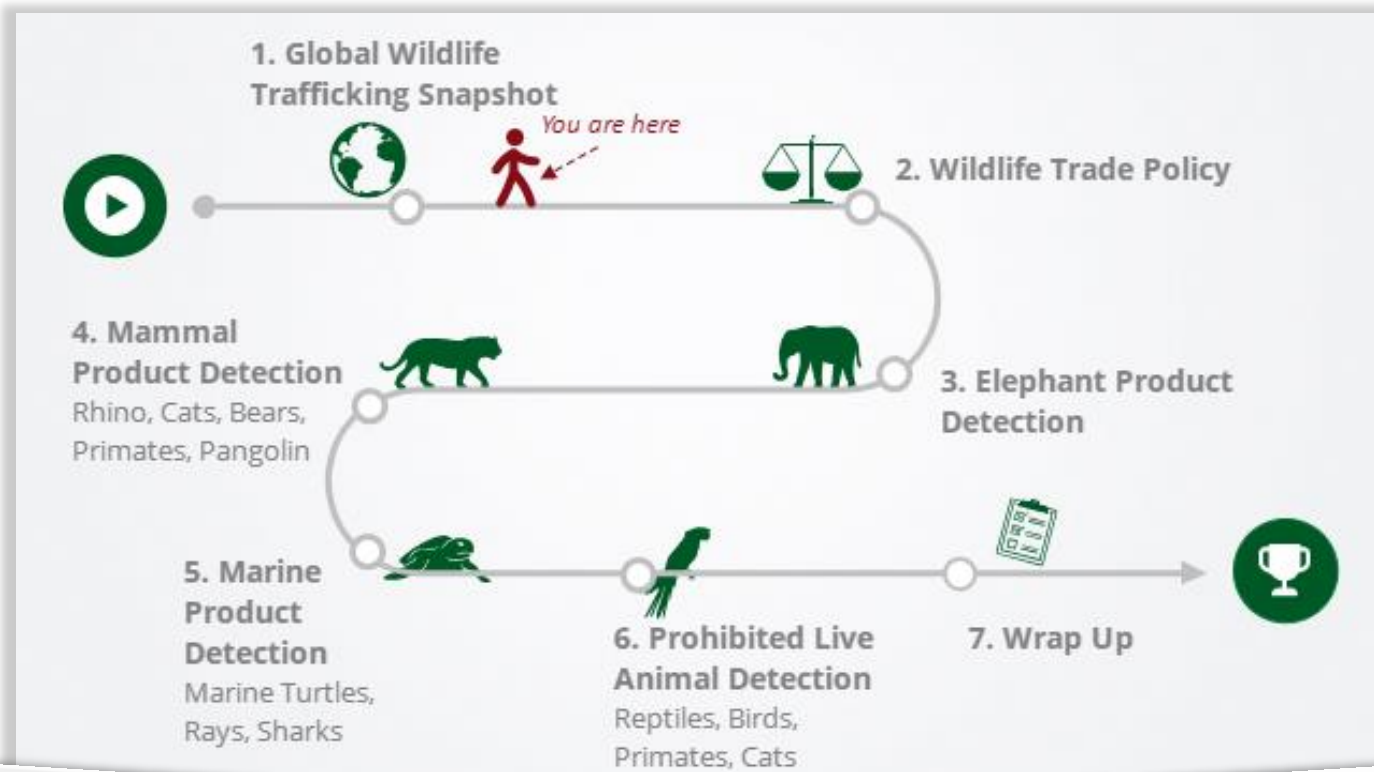 1. Global Wildlife
Trafficking Snapshot
You are here
2. Wildlife Trade Policy
3. Elephant Product
Detection
4. Mammal
Product Detection
Rhino, Cats, Bears,
Primates, Pangolin
5. Marine
Product
Detection
Marine Turtles,
Rays, Sharks
6. Prohibited Live
Animal Detection
Reptiles, Birds,
Primates, Cats
7. Wrap Up